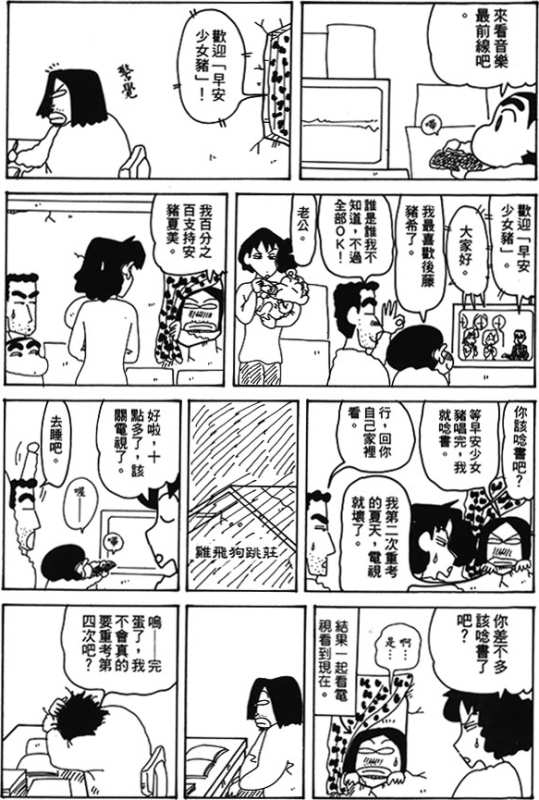 來看音樂
最前線吧
。
歡迎「早安
少女豬」！
警覺
歡迎「早安
少女豬」。
大家好。
我最喜歡後藤
豬希了。
誰是誰我不
知道，不過
全部OK！
老公。
我百分之
百支持安
豬夏美。
你該唸書吧？
等早安少女
豬唱完，我
就唸書。
我第二次重考
的夏天，電視
就壞了。
行，回你
自己家裡
看。
雞飛狗跳莊
好啦，十
點多了，該
關電視了。
喔──
去睡吧。
你差不多
該唸書了
吧？
啊…
是…
結果一起看電
視看到現在。
嗚──完
蛋了，我
不會真的
要重考第
四次吧？